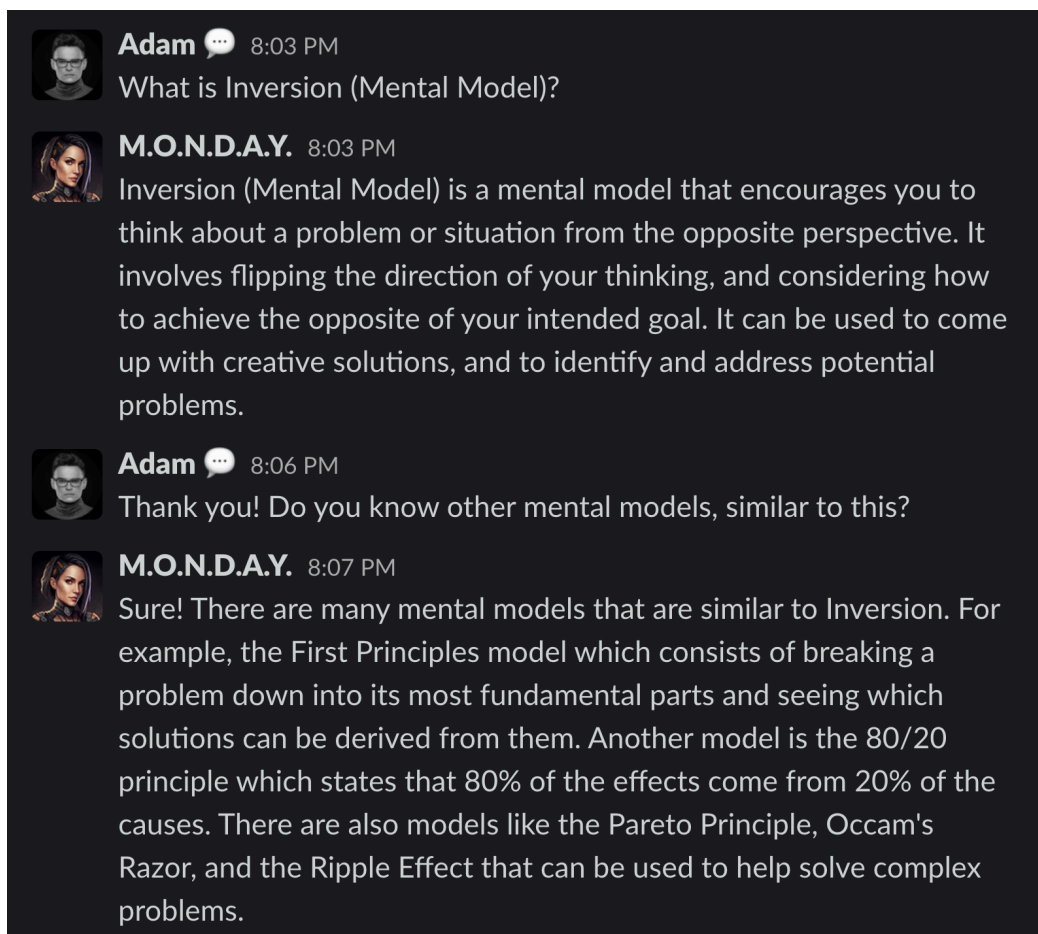 Adam 💬 8:03 PM
What is Inversion (Mental Model)?
M.O.N.D.A.Y. 8:03 PM
Inversion (Mental Model) is a mental model that encourages you to
think about a problem or situation from the opposite perspective. It
involves flipping the direction of your thinking, and considering how
to achieve the opposite of your intended goal. It can be used to come
up with creative solutions, and to identify and address potential
problems.
Adam 💬 8:06 PM
Thank you! Do you know other mental models, similar to this?
M.O.N.D.A.Y. 8:07 PM
Sure! There are many mental models that are similar to Inversion. For
example, the First Principles model which consists of breaking a
problem down into its most fundamental parts and seeing which
solutions can be derived from them. Another model is the 80/20
principle which states that 80% of the effects come from 20% of the
causes. There are also models like the Pareto Principle, Occam's
Razor, and the Ripple Effect that can be used to help solve complex
problems.